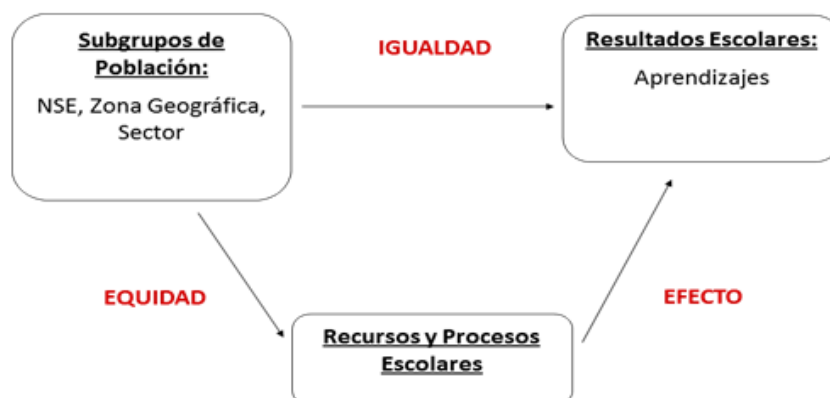 Subgrupos de
Población:
NSE, Zona Geográfica,
Sector
IGUALDAD
Resultados Escolares:
Aprendizajes
EQUIDAD
EFECTO
Recursos y Procesos
Escolares